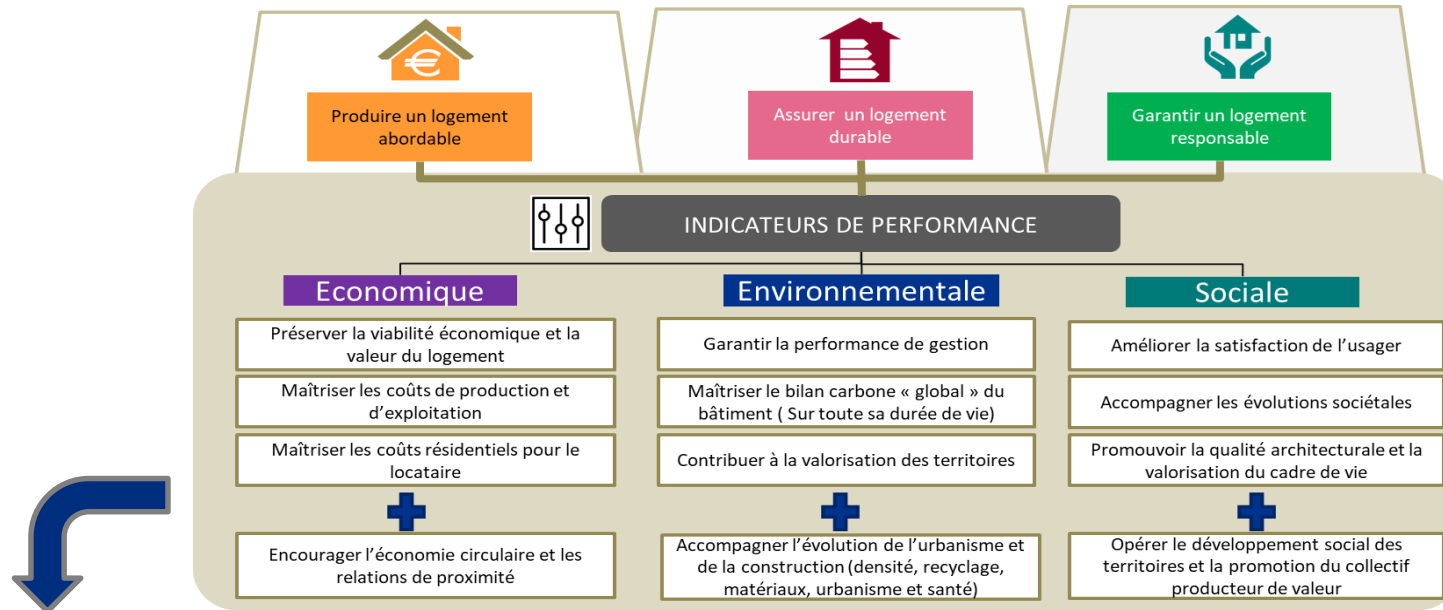 €
Produire un logement
abordable
Assurer un logement
durable
Garantir un logement
responsable
INDICATEURS DE PERFORMANCE
Economique
Préserver la viabilité économique et la
valeur du logement
Maîtriser les coûts de production et
d’exploitation
Maîtriser les coûts résidentiels pour le
locataire
Encourager l’économie circulaire et les
relations de proximité
Environnementale
Garantir la performance de gestion
Maîtriser le bilan carbone « global » du
bâtiment ( Sur toute sa durée de vie)
Contribuer à la valorisation des territoires
Accompagner l’évolution de l’urbanisme et
de la construction (densité, recyclage,
matériaux, urbanisme et santé)
Sociale
Améliorer la satisfaction de l’usager
Accompagner les évolutions sociétales
Promouvoir la qualité architecturale et la
valorisation du cadre de vie
Opérer le développement social des
territoires et la promotion du collectif
producteur de valeur